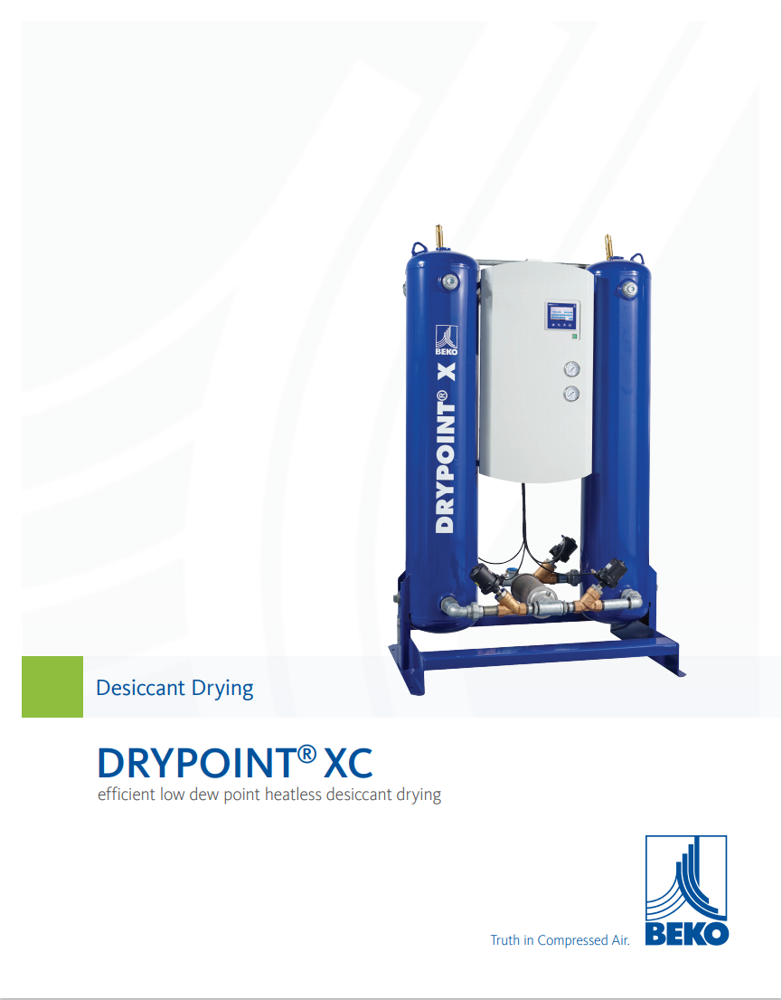 BEKO
DRYPOINT® X
Desiccant Drying
DRYPOINT® XC
efficient low dew point heatless desiccant drying
Truth in Compressed Air.
BEKO